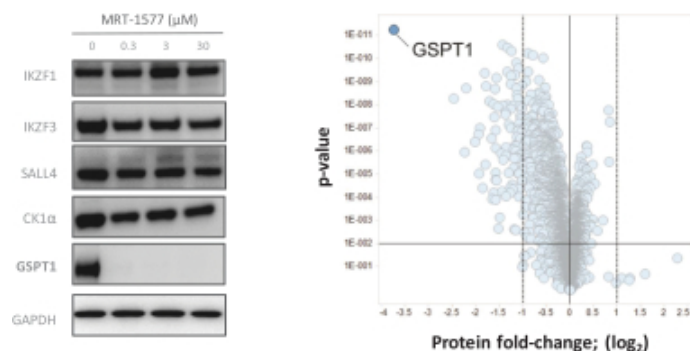 MRT-1577 (µM)
0 0.3 3 30
IKZF1
IKZF3
SALL4
CK1α
GSPT1
GAPDH
p-value
1E-011
1E-010
1E-009
1E-008
1E-007
1E-006
1E-005
1E-004
1E-003
1E-002
1E-001
GSPT1
-4 -3.5 -3 -2.5 -2 -1.5 -1 -0.5 0 0.5 1 1.5 2 2.5
Protein fold-change; (log₂)